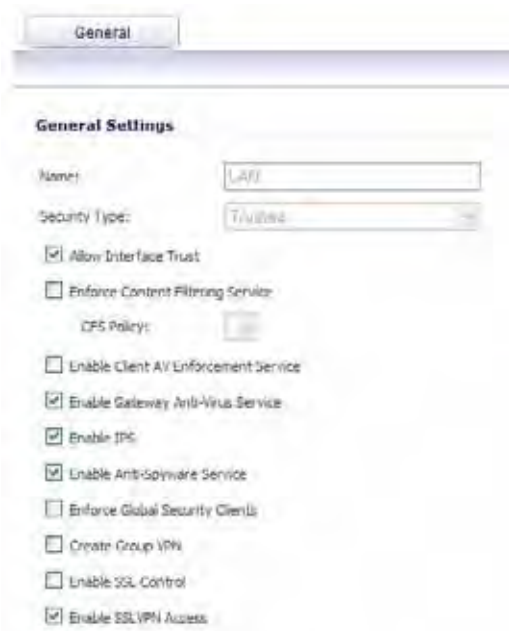 General
General Settings
Name: LAN
Security Type: Trusted
Allow Interface Trust
Enforce Content Filtering Service
CFS Policy:
Enable Client AV Enforcement Service
Enable Gateway Anti-Virus Service
Enable IPS
Enable Anti-Spyware Service
Enforce Global Security Clients
Create Group VPN
Enable SSL Control
Enable SSLVPN Access